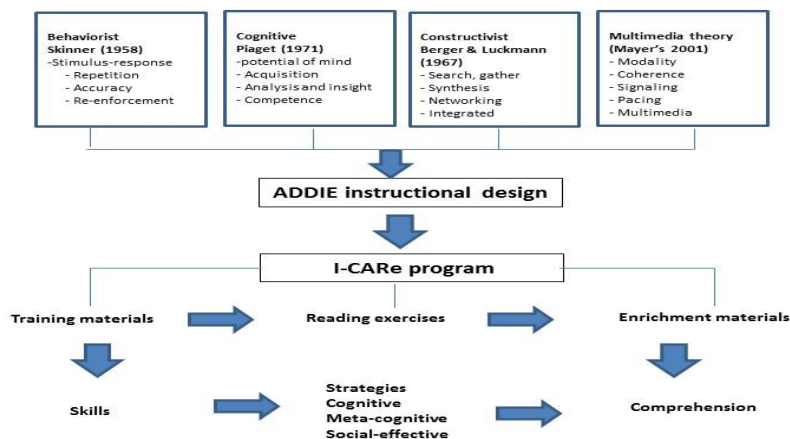 Behaviorist
Skinner (1958)
-Stimulus-response
- Repetition
- Accuracy
- Re-enforcement
Cognitive
Piaget (1971)
-potential of mind
- Acquisition
- Analysis and insight
- Competence
Constructivist
Berger & Luckmann
(1967)
- Search, gather
- Synthesis
- Networking
- Integrated
Multimedia theory
(Mayer's 2001)
- Modality
- Coherence
- Signaling
- Pacing
- Multimedia
ADDIE instructional design
I-CARe program
Training materials
Reading exercises
Enrichment materials
Skills
Strategies
Cognitive
Meta-cognitive
Social-effective
Comprehension